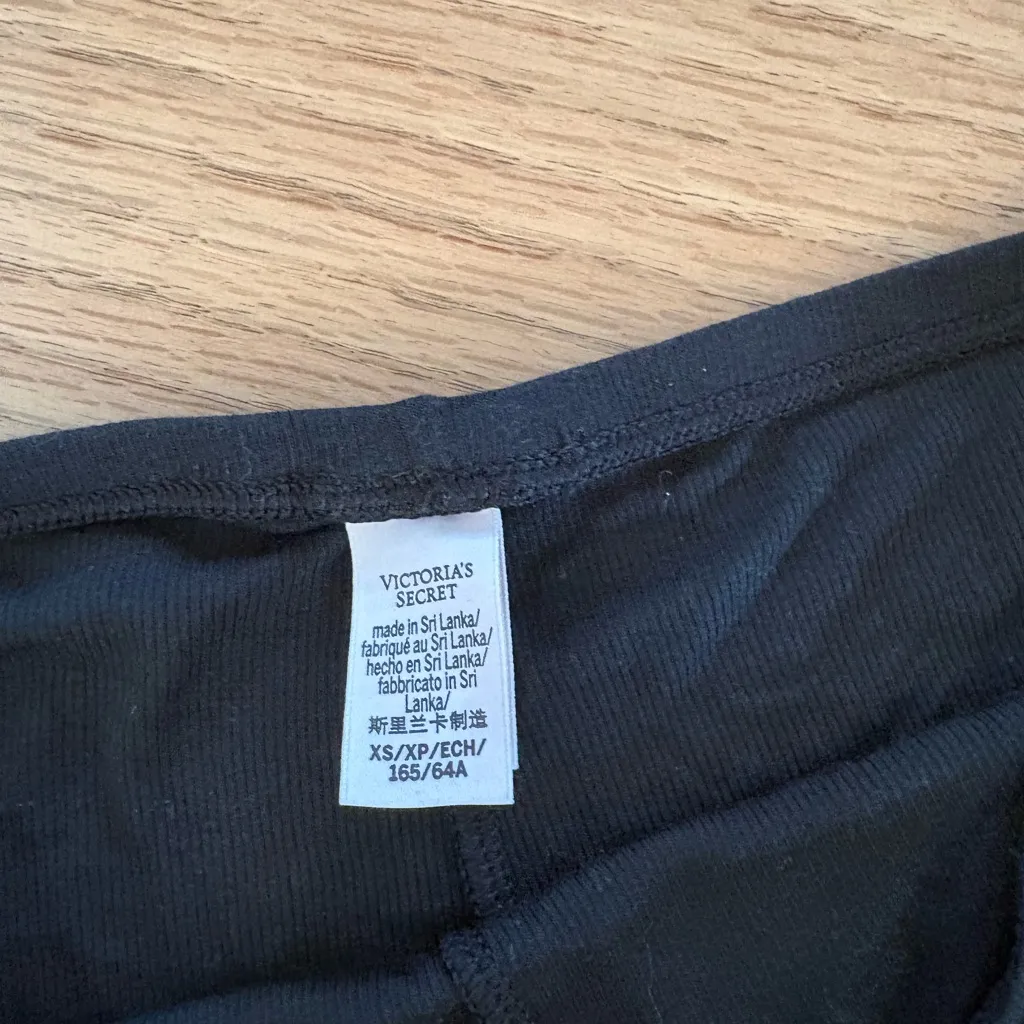 VICTORIA'S
SECRET
made in Sri Lanka/
fabriqué au Sri Lanka/
hecho en Sri Lanka/
fabbricato in Sri
Lanka/
斯里兰卡制造
XS/XP/ECH/
165/64A